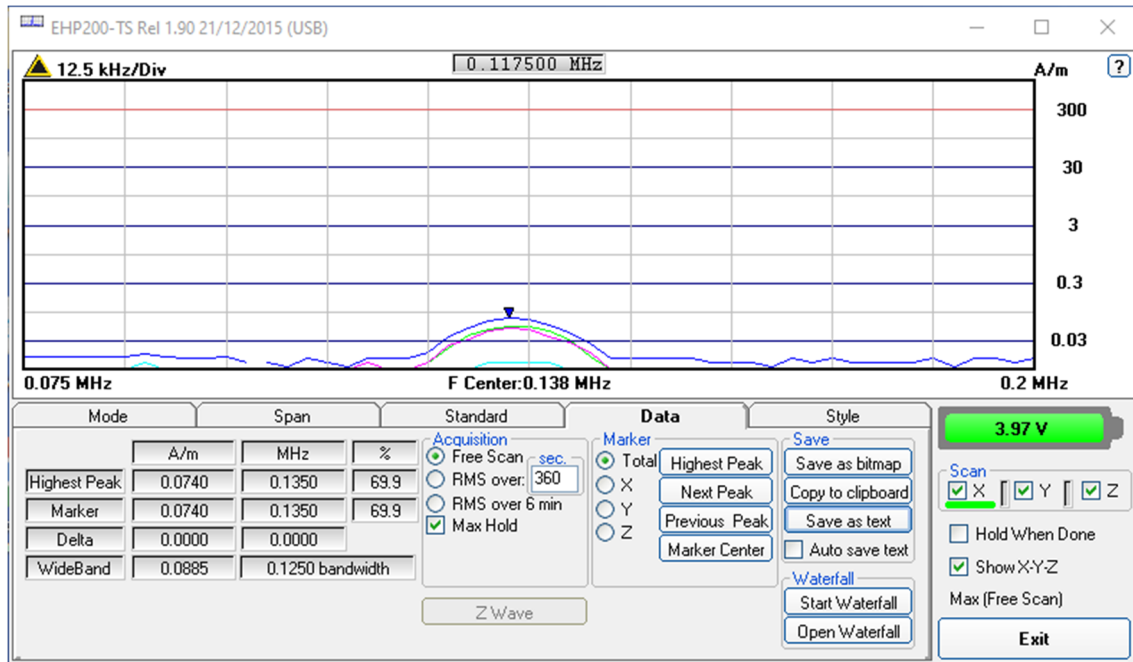 EHP200-TS Rel 1.90 21/12/2015 (USB)
12.5 kHz/Div 0.117500 MHz A/m ?
300
30
3
0.3
0.03
0.075 MHz F Center:0.138 MHz 0.2 MHz
Mode Span Standard Data Style
A/m MHz %
Highest Peak 0.0740 0.1350 69.9
Marker 0.0740 0.1350 69.9
Delta 0.0000 0.0000
WideBand 0.0885 0.1250 bandwidth
Acquisition
Free Scan
RMS over: sec. 360
RMS over 6 min
Max Hold
Z Wave
Marker
Total
X
Y
Z
Highest Peak
Next Peak
Previous Peak
Marker Center
Save
Save as bitmap
Copy to clipboard
Save as text
Auto save text
Waterfall
Start Waterfall
Open Waterfall
3.97 V
Scan
X Y Z
Hold When Done
Show X-Y-Z
Max (Free Scan)
Exit